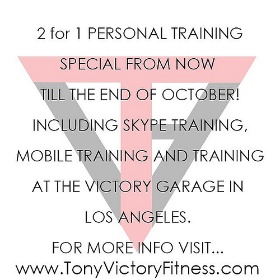 2 for 1 PERSONAL TRAINING
SPECIAL FROM NOW
TILL THE END OF OCTOBER!
INCLUDING SKYPE TRAINING,
MOBILE TRAINING AND TRAINING
AT THE VICTORY GARAGE IN
LOS ANGELES.
FOR MORE INFO VISIT...
www.TonyVictoryFitness.com